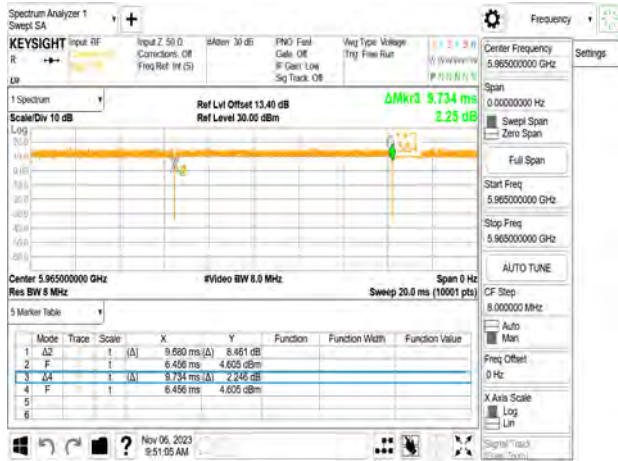 Spectrum Analyzer 1
Swept SA
+
Frequency
KEYSIGHT
Input: RF
R
Input Z: 50 Ω
Corrections: Off
Freq Ref: Int (S)
#Atten: 30 dB
PNO: Fast
Gate: Off
IF Gain: Low
Sig Track: Off
Avg Type: Voltage
Trig: Free Run
Center Frequency
5.965000000 GHz
Settings
Span
0.00000000 Hz
Swept Span
Zero Span
Full Span
Start Freq
5.965000000 GHz
Stop Freq
5.965000000 GHz
AUTO TUNE
CF Step
8.000000 MHz
Auto
Man
Freq Offset
0 Hz
X Axis Scale
Log
Lin
Signal Track
(Span Zoom)
1 Spectrum
Scale/Div 10 dB
Ref Lvl Offset 13.40 dB
Ref Level 30.00 dBm
ΔMkr3 9.734 ms
2.25 dB
Log
Center 5.965000000 GHz
#Video BW 8.0 MHz
Span 0 Hz
Res BW 8 MHz
Sweep 20.0 ms (10001 pts)
5 Marker Table
Mode Trace Scale X Y Function Function Width Function Value
1 Δ2 t (Δ) 9.680 ms (Δ) 8.461 dB
2 F t 6.456 ms 4.605 dBm
3 Δ4 t (Δ) 9.734 ms (Δ) 2.246 dB
4 F t 6.456 ms 4.605 dBm
5
6
?
Nov 06, 2023
9:51:05 AM